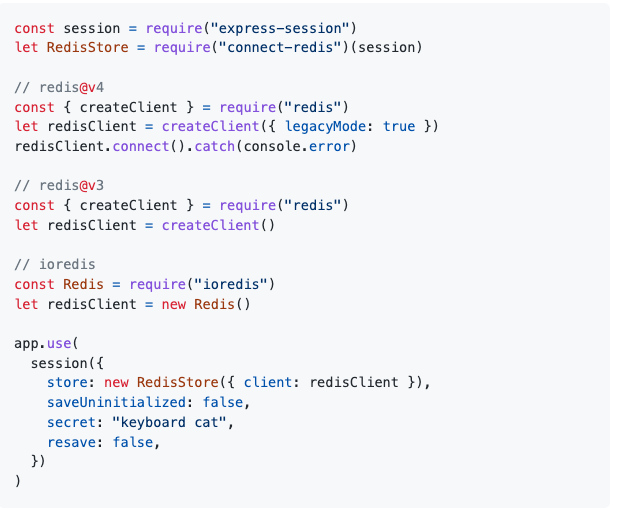 const session = require("express-session")
let RedisStore = require("connect-redis")(session)

// redis@v4
const { createClient } = require("redis")
let redisClient = createClient({ legacyMode: true })
redisClient.connect().catch(console.error)

// redis@v3
const { createClient } = require("redis")
let redisClient = createClient()

// ioredis
const Redis = require("ioredis")
let redisClient = new Redis()

app.use(
  session({
    store: new RedisStore({ client: redisClient }),
    saveUninitialized: false,
    secret: "keyboard cat",
    resave: false,
  })
)